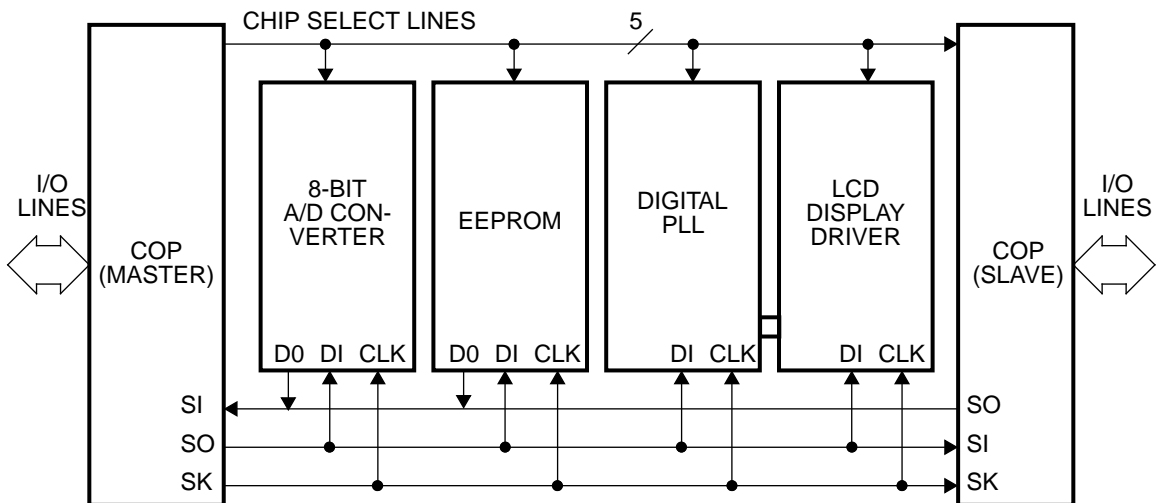 CHIP SELECT LINES
5
I/O
LINES
COP
(MASTER)
8-BIT
A/D CON-
VERTER
EEPROM
DIGITAL
PLL
LCD
DISPLAY
DRIVER
COP
(SLAVE)
I/O
LINES
D0 DI CLK
D0 DI CLK
DI CLK
DI CLK
SI
SO
SO
SI
SK
SK